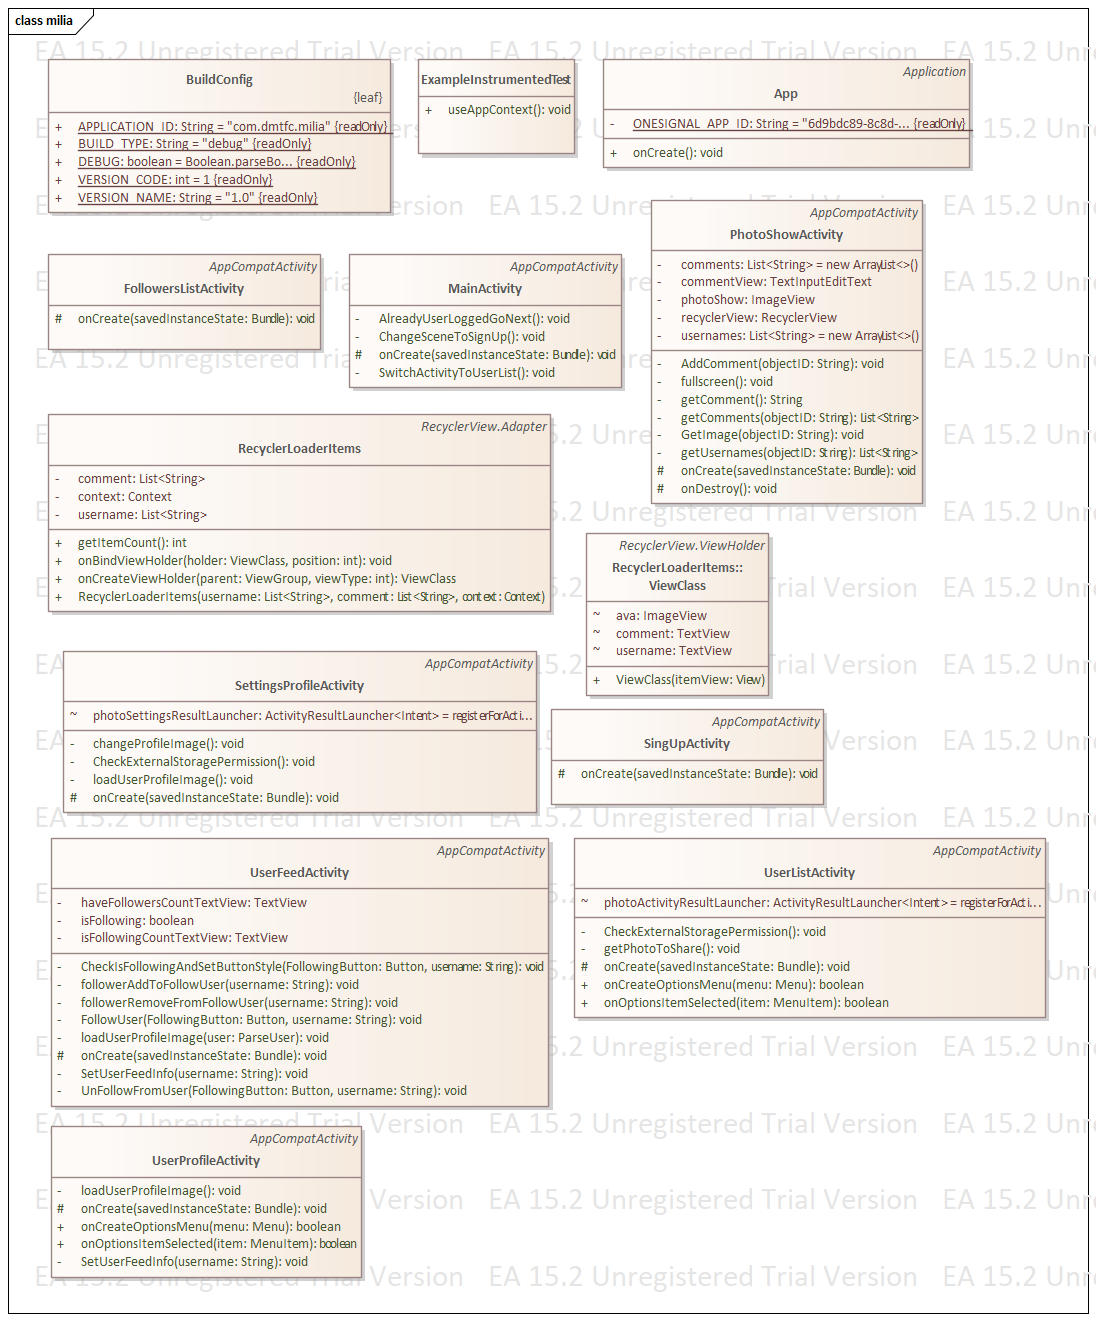 class milia
EA 15.2 Unregistered Trial Version EA 15.2 Unregistered Trial Version
BuildConfig
{leaf}
+ APPLICATION_ID: String = "com.dmtfc.milia" {readOnly}
+ BUILD_TYPE: String = "debug" {readOnly}
+ DEBUG: boolean = Boolean.parseBo... {readOnly}
+ VERSION_CODE: int = 1 {readOnly}
+ VERSION_NAME: String = "1.0" {readOnly}
ExampleInstrumentedTest
+ useAppContext(): void
Application
App
- ONESIGNAL_APP_ID: String = "6d9bdc89-8c8d-... {readOnly}
+ onCreate(): void
AppCompatActivity
FollowersListActivity
# onCreate(savedInstanceState: Bundle): void
AppCompatActivity
MainActivity
- AlreadyUserLoggedGoNext(): void
- ChangeSceneToSignUp(): void
# onCreate(savedInstanceState: Bundle): void
- SwitchActivityToUserList(): void
AppCompatActivity
PhotoShowActivity
- comments: List<String> = new ArrayList<>()
- commentView: TextInputEditText
- photoShow: ImageView
- recyclerView: RecyclerView
- usernames: List<String> = new ArrayList<>()
- AddComment(objectID: String): void
- fullscreen(): void
- getComment(): String
- getComments(objectID: String): List<String>
- GetImage(objectID: String): void
- getUsernames(objectID: String): List<String>
# onCreate(savedInstanceState: Bundle): void
# onDestroy(): void
RecyclerView.Adapter
RecyclerLoaderItems
- comment: List<String>
- context: Context
- username: List<String>
+ getItemCount(): int
+ onBindViewHolder(holder: ViewClass, position: int): void
+ onCreateViewHolder(parent: ViewGroup, viewType: int): ViewClass
+ RecyclerLoaderItems(username: List<String>, comment: List<String>, context: Context)
RecyclerView.ViewHolder
RecyclerLoaderItems::
ViewClass
~ ava: ImageView
~ comment: TextView
~ username: TextView
+ ViewClass(itemView: View)
AppCompatActivity
SettingsProfileActivity
~ photoSettingsResultLauncher: ActivityResultLauncher<Intent> = registerForActi...
- changeProfileImage(): void
- CheckExternalStoragePermission(): void
- loadUserProfileImage(): void
# onCreate(savedInstanceState: Bundle): void
AppCompatActivity
SingUpActivity
# onCreate(savedInstanceState: Bundle): void
AppCompatActivity
UserFeedActivity
- haveFollowersCountTextView: TextView
- isFollowing: boolean
- isFollowingCountTextView: TextView
- CheckIsFollowingAndSetButtonStyle(FollowingButton: Button, username: String): void
- followerAddToFollowUser(username: String): void
- followerRemoveFromFollowUser(username: String): void
- FollowUser(FollowingButton: Button, username: String): void
- loadUserProfileImage(user: ParseUser): void
# onCreate(savedInstanceState: Bundle): void
- SetUserFeedInfo(username: String): void
- UnFollowFromUser(FollowingButton: Button, username: String): void
AppCompatActivity
UserListActivity
~ photoActivityResultLauncher: ActivityResultLauncher<Intent> = registerForActi...
- CheckExternalStoragePermission(): void
- getPhotoToShare(): void
# onCreate(savedInstanceState: Bundle): void
+ onCreateOptionsMenu(menu: Menu): boolean
+ onOptionsItemSelected(item: MenuItem): boolean
AppCompatActivity
UserProfileActivity
- loadUserProfileImage(): void
# onCreate(savedInstanceState: Bundle): void
+ onCreateOptionsMenu(menu: Menu): boolean
+ onOptionsItemSelected(item: MenuItem): boolean
- SetUserFeedInfo(username: String): void